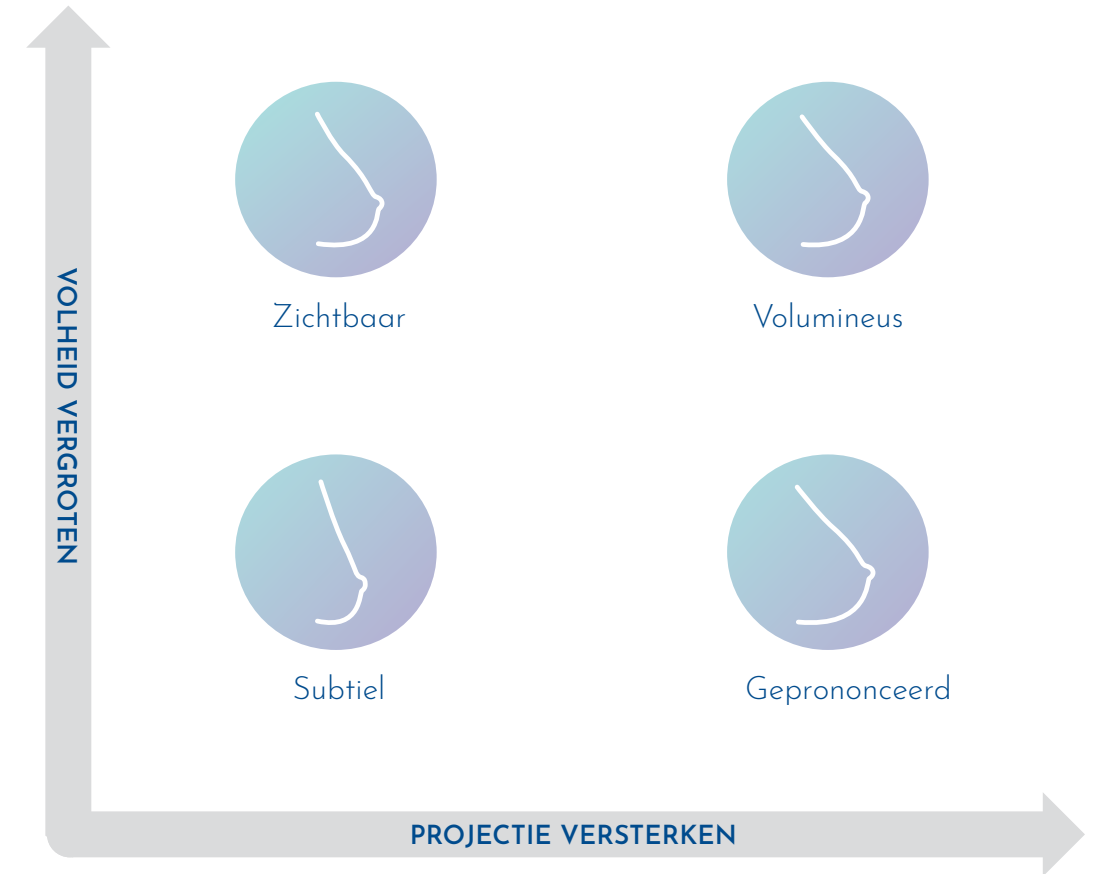 VOLHEID VERGROTEN
Zichtbaar
Volumineus
Subtiel
Geprononceerd
PROJECTIE VERSTERKEN